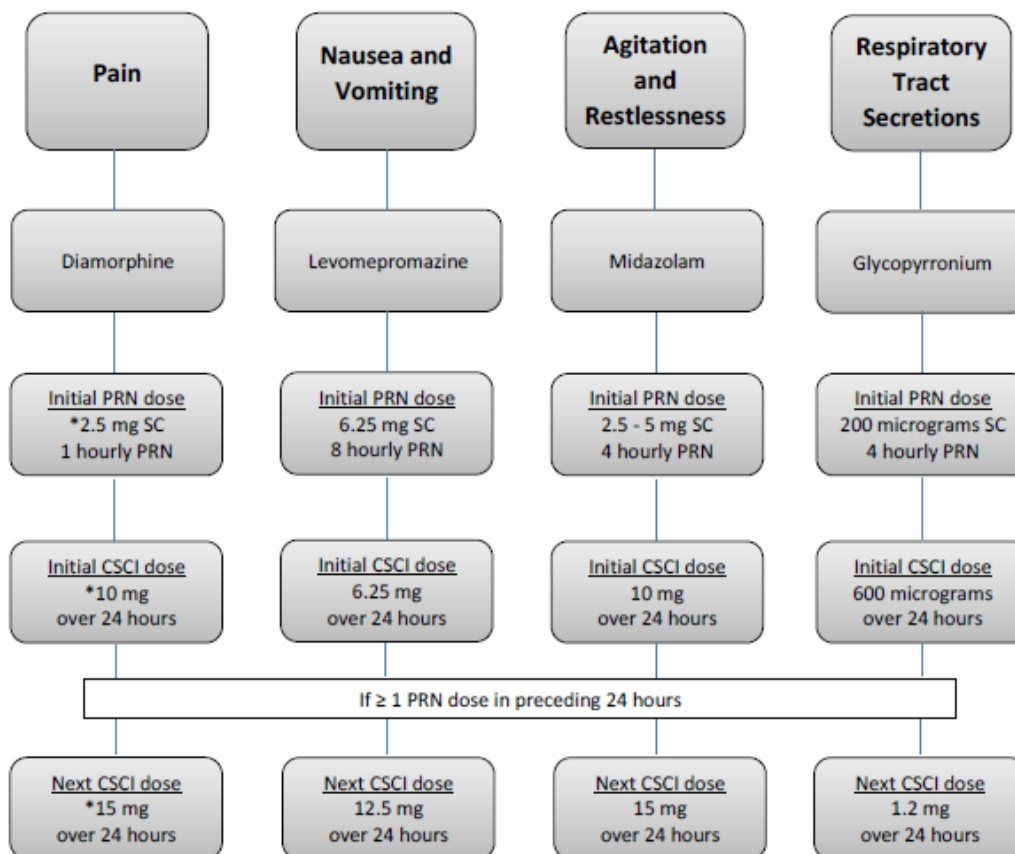 Pain
Nausea and
Vomiting
Agitation
and
Restlessness
Respiratory
Tract
Secretions
Diamorphine
Levomepromazine
Midazolam
Glycopyrronium
Initial PRN dose
*2.5 mg SC
1 hourly PRN
Initial PRN dose
6.25 mg SC
8 hourly PRN
Initial PRN dose
2.5 - 5 mg SC
4 hourly PRN
Initial PRN dose
200 micrograms SC
4 hourly PRN
Initial CSCI dose
*10 mg
over 24 hours
Initial CSCI dose
6.25 mg
over 24 hours
Initial CSCI dose
10 mg
over 24 hours
Initial CSCI dose
600 micrograms
over 24 hours
If ≥ 1 PRN dose in preceding 24 hours
Next CSCI dose
*15 mg
over 24 hours
Next CSCI dose
12.5 mg
over 24 hours
Next CSCI dose
15 mg
over 24 hours
Next CSCI dose
1.2 mg
over 24 hours